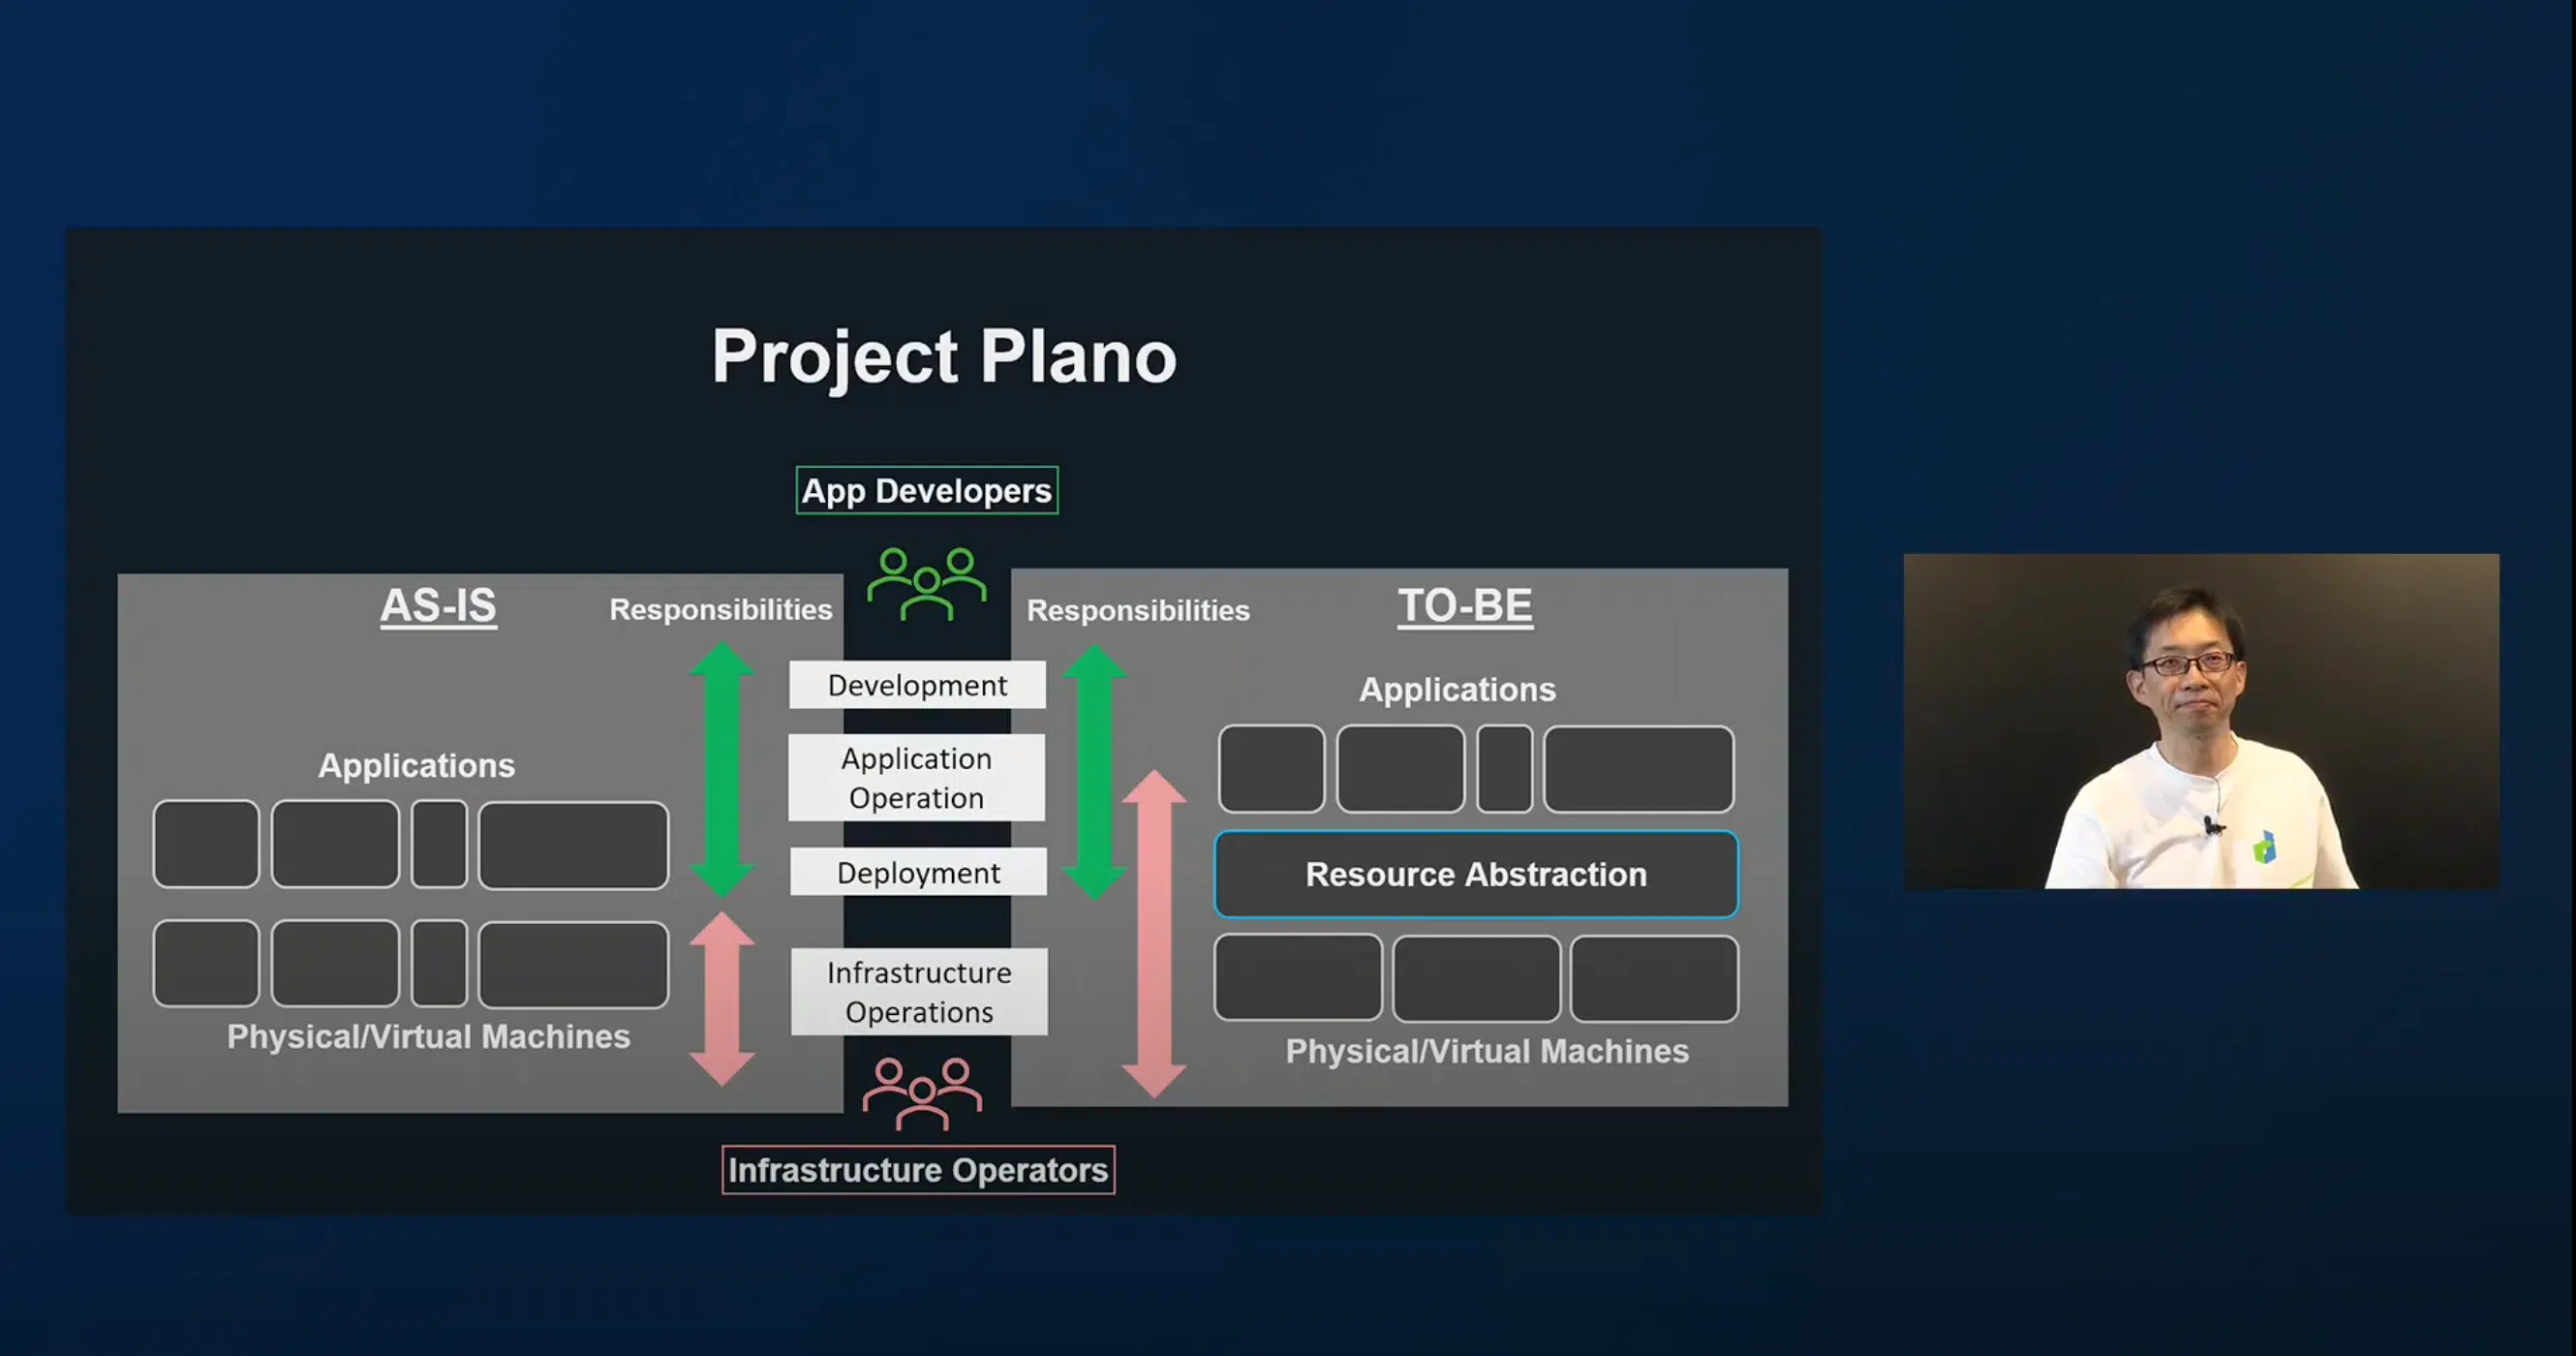 Project Plano
App Developers
AS-IS
Responsibilities
Applications
Physical/Virtual Machines
Development
Application
Operation
Deployment
Infrastructure
Operations
Responsibilities
TO-BE
Applications
Resource Abstraction
Physical/Virtual Machines
Infrastructure Operators